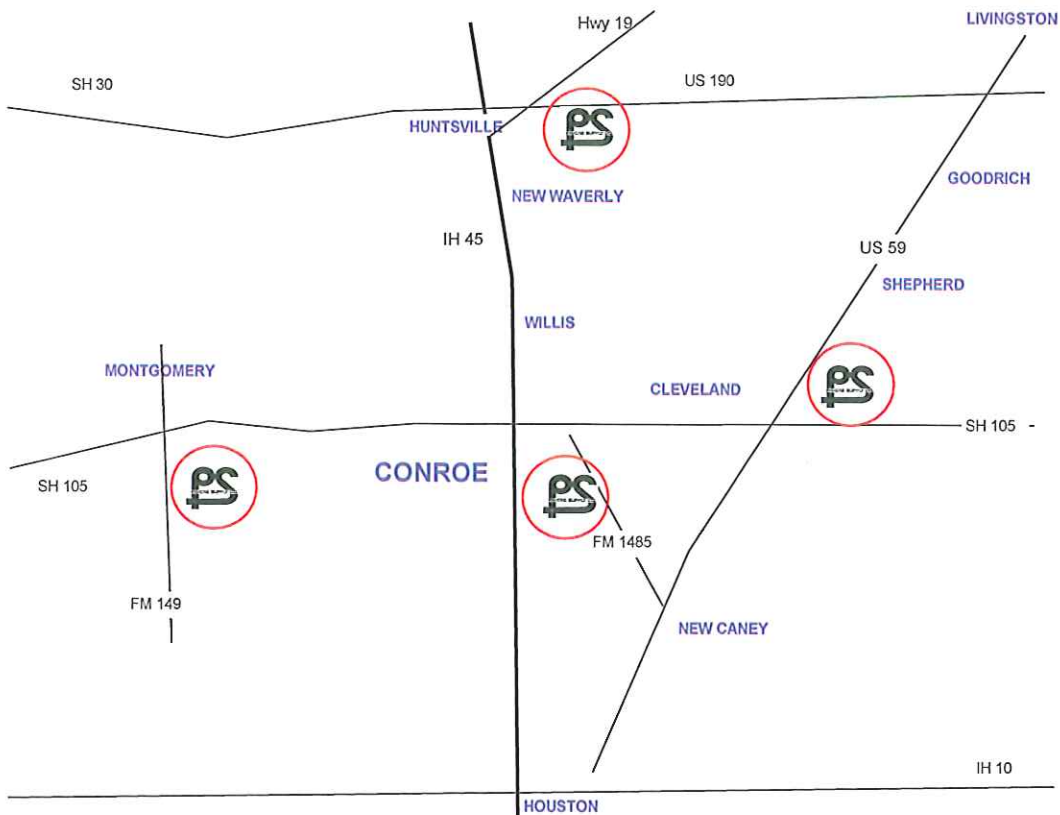 LIVINGSTON
Hwy 19
SH 30
US 190
HUNTSVILLE
GOODRICH
NEW WAVERLY
IH 45
US 59
SHEPHERD
WILLIS
MONTGOMERY
CLEVELAND
SH 105
CONROE
SH 105
FM 1485
FM 149
NEW CANEY
IH 10
HOUSTON